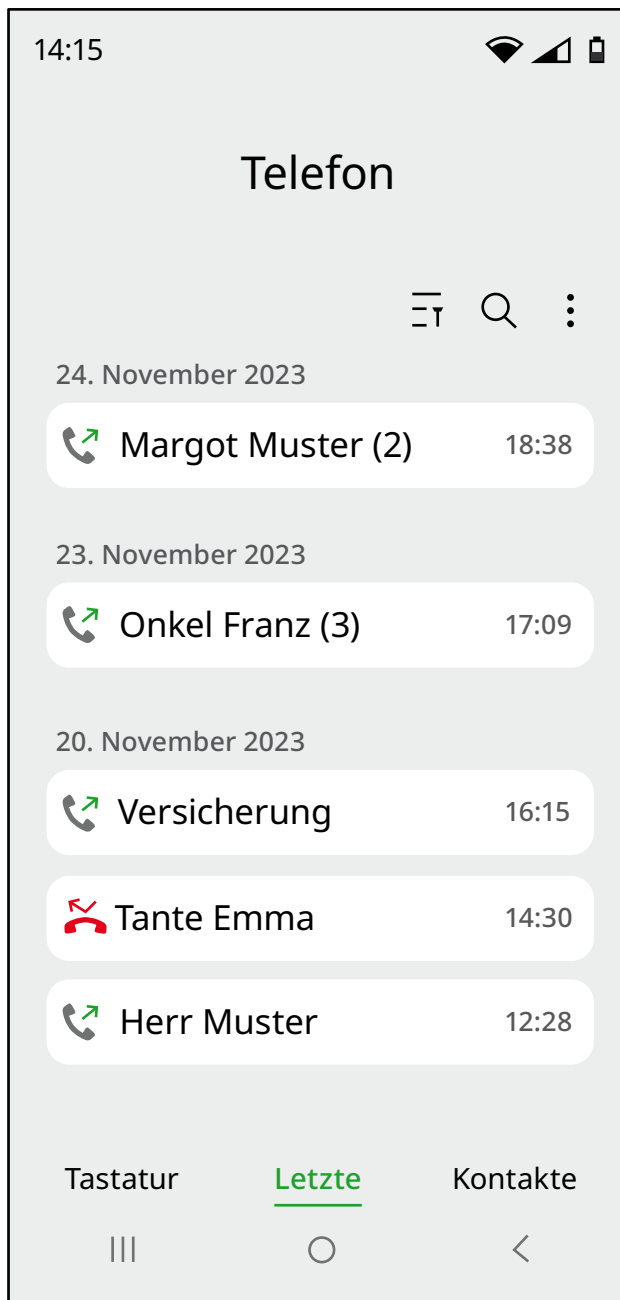 14:15
Telefon
24. November 2023
Margot Muster (2) 18:38
23. November 2023
Onkel Franz (3) 17:09
20. November 2023
Versicherung 16:15
Tante Emma 14:30
Herr Muster 12:28
Tastatur Letzte Kontakte